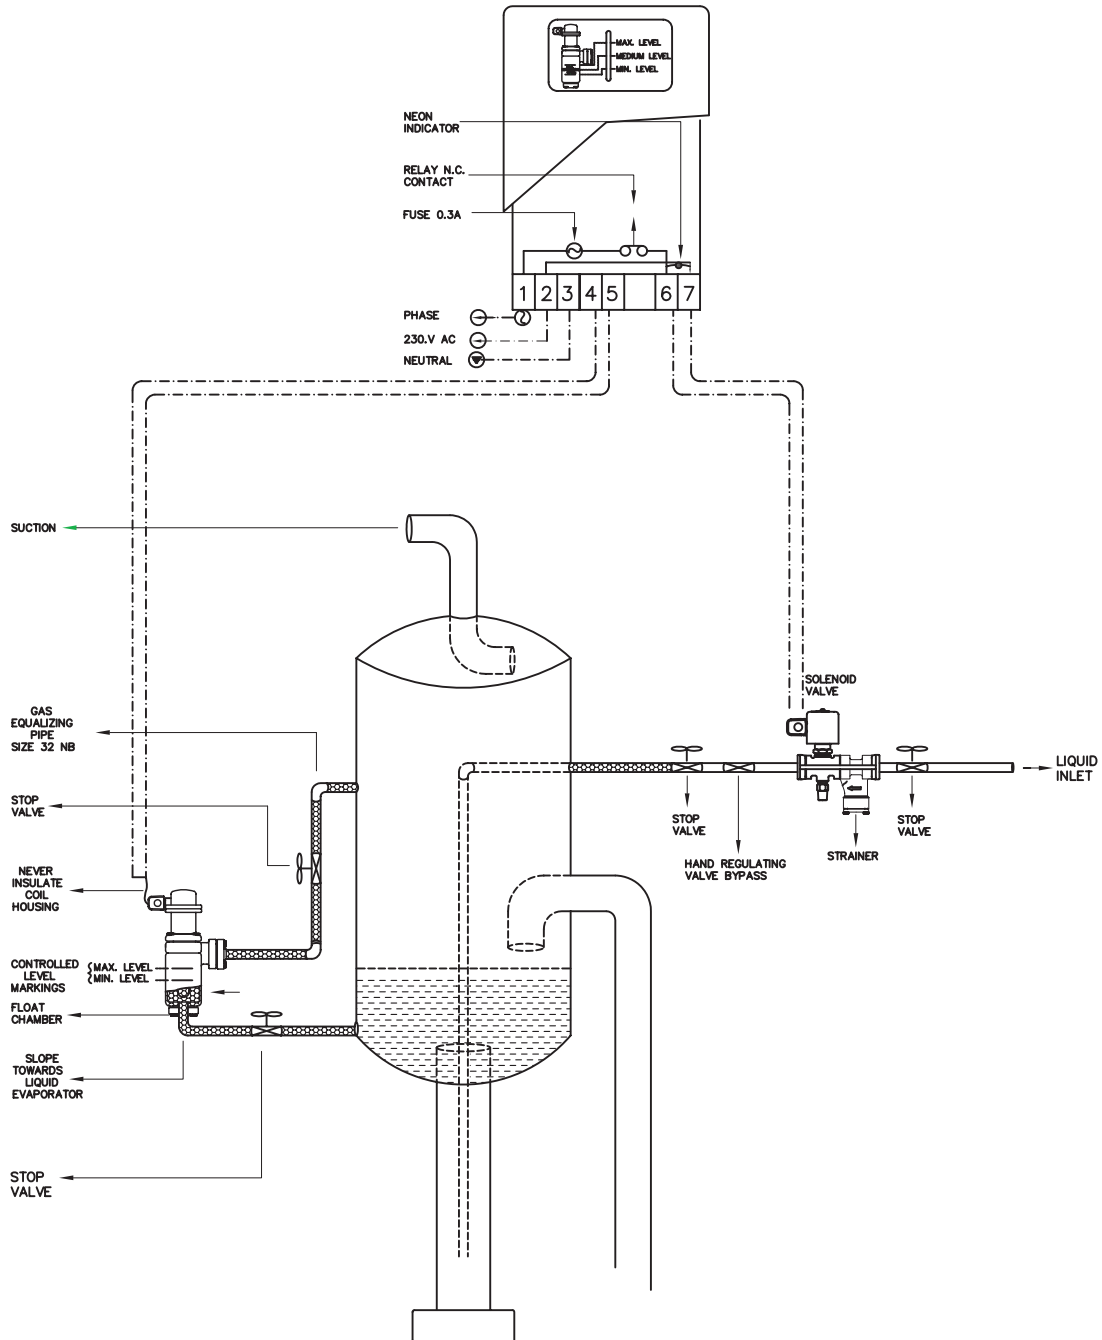 MAX. LEVEL
MEDIUM LEVEL
MIN. LEVEL
NEON
INDICATOR
RELAY N.C.
CONTACT
FUSE 0.3A
1 2 3 4 5 6 7
PHASE
230.V AC
NEUTRAL
SUCTION
SOLENOID
VALVE
GAS
EQUALIZING
PIPE
SIZE 32 NB
LIQUID
INLET
STOP
VALVE
STOP
VALVE
STOP
VALVE
HAND REGULATING
VALVE BYPASS
STRAINER
NEVER
INSULATE
COIL
HOUSING
CONTROLLED
LEVEL
MARKINGS
MAX. LEVEL
MIN. LEVEL
FLOAT
CHAMBER
SLOPE
TOWARDS
LIQUID
EVAPORATOR
STOP
VALVE